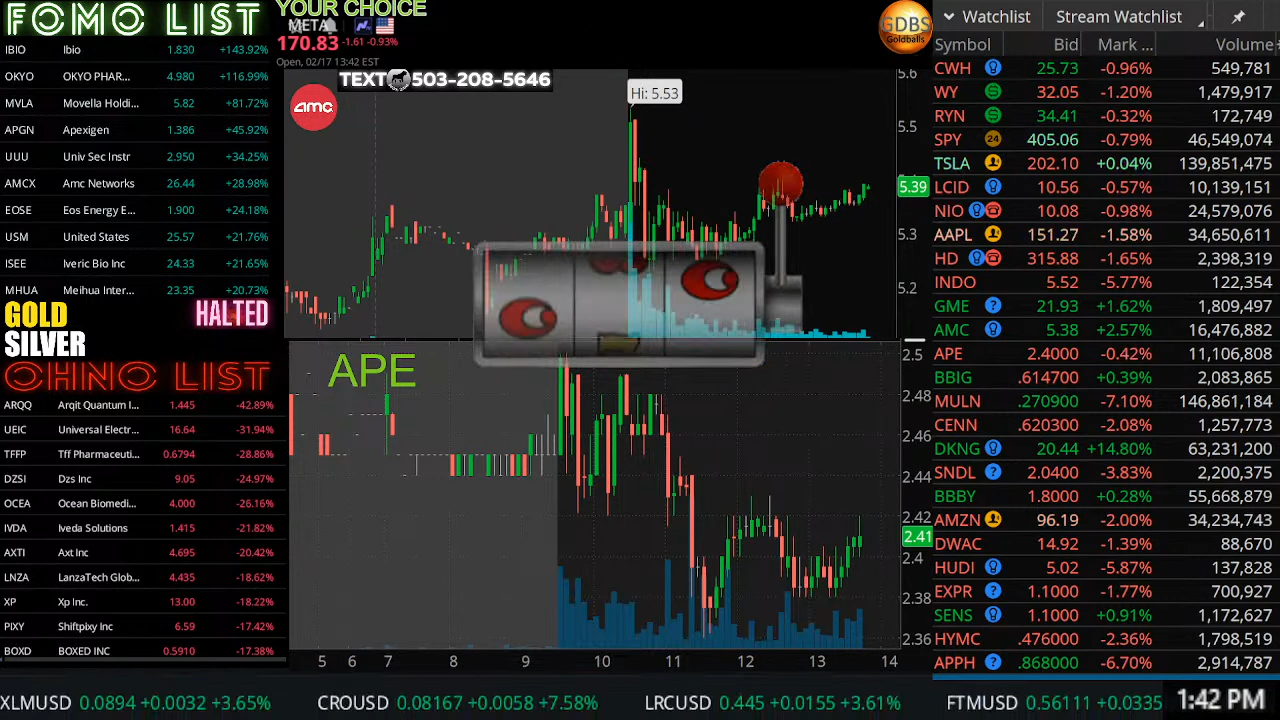 FOMO LIST
IBIO Ibio 1.830 +143.92%
OKYO OKYO PHAR... 4.980 +116.99%
MVLA Movella Holdi... 5.82 +81.72%
APGN Apexigen 1.386 +45.92%
UUU Univ Sec Instr 2.950 +34.25%
AMCX Amc Networks 26.44 +28.98%
EOSE Eo Energy E... 1.900 +24.18%
USM United States 25.57 +21.76%
ISEE Iveric Bio Inc 24.33 +21.65%
MHUA Meihua Inter... 23.35 +20.73%
GOLD
SILVER
HALTED
OHNO LIST
ARQQ Arqit Quantum I... 1.445 -42.89%
UEIC Universal Electr... 16.64 -31.94%
TFFP Tff Pharmaceuti... 0.6794 -28.86%
DZSI Dzs Inc 9.05 -24.97%
OCEA Ocean Biomedi... 4.000 -26.16%
IVDA Iveda Solutions 1.415 -21.82%
AXTI Axt Inc 4.695 -20.42%
LNZA LanzaTech Glob... 4.435 -18.62%
XP Xp Inc. 13.00 -18.22%
PIXY Shiftpixy Inc 6.59 -17.42%
BOXD BOXED INC 0.5910 -17.38%
YOUR CHOICE
META
170.83 -1.61 -0.93%
Open, 02/17 13:42 EST
TEXT 503-208-5646
amc
Hi: 5.53
5.6
5.5
5.39
5.3
5.2
GDBS
Goldballs
APE
2.5
2.48
2.46
2.44
2.42
2.41
2.4
2.38
2.36
5 6 7 8 9 10 11 12 13 14
Watchlist Stream Watchlist
Symbol Bid Mark ... Volume
CWH 25.73 -0.96% 549,781
WY 32.05 -1.20% 1,479,917
RYN 34.41 -0.32% 172,749
SPY 24 405.06 -0.79% 46,549,074
TSLA 202.10 +0.04% 139,851,475
LCID 10.56 -0.57% 10,139,151
NIO 10.08 -0.98% 24,579,076
AAPL 151.27 -1.58% 34,650,611
HD 315.88 -1.65% 2,398,319
INDO 5.52 -5.77% 122,354
GME ? 21.93 +1.62% 1,809,497
AMC 5.38 +2.57% 16,476,882
APE 2.4000 -0.42% 11,106,808
BBIG .614700 +0.39% 2,083,865
MULN .270900 -7.10% 146,861,184
CENN .620300 -2.08% 1,257,773
DKNG 20.44 +14.80% 63,231,200
SNDL ? 2.0400 -3.83% 2,200,375
BBBY 1.8000 +0.28% 55,668,879
AMZN 96.19 -2.00% 34,234,743
DWAC 14.92 -1.39% 88,670
HUDI 5.02 -5.87% 137,828
EXPR ? 1.1000 -1.77% 700,927
SENS 1.1000 +0.91% 1,172,627
HYMC .476000 -2.36% 1,798,519
APPH ? .868000 -6.70% 2,914,787
XLMUSD 0.0894 +0.0032 +3.65% CROUSD 0.08167 +0.0058 +7.58% LRCUSD 0.445 +0.0155 +3.61% FTMUSD 0.56111 +0.0335
1:42 PM